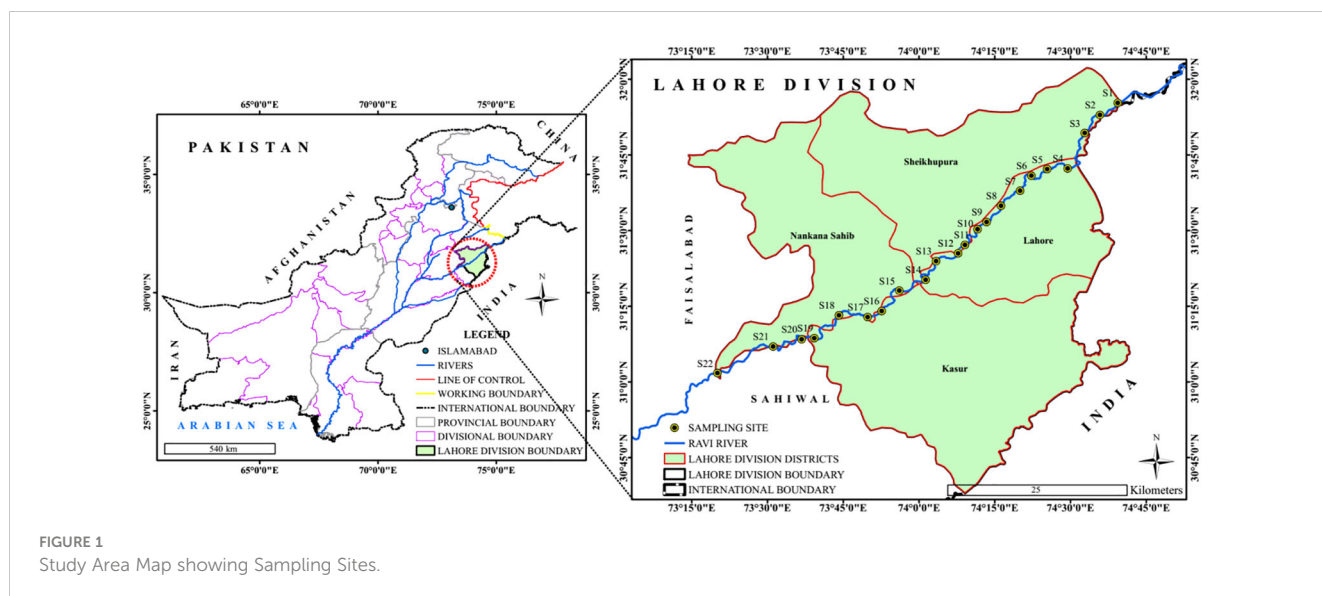 PAKISTAN
65°0'0"E 70°0'0"E 75°0'0"E
35°0'0"N
30°0'0"N
25°0'0"N
35°0'0"N
30°0'0"N
25°0'0"N
65°0'0"E 70°0'0"E 75°0'0"E
CHINA
AFGHANISTAN
INDIA
IRAN
ARABIAN SEA
N
540 km
LEGEND
ISLAMABAD
RIVERS
LINE OF CONTROL
WORKING BOUNDARY
INTERNATIONAL BOUNDARY
PROVINCIAL BOUNDARY
DIVISIONAL BOUNDARY
LAHORE DIVISION BOUNDARY
73°15'0"E 73°30'0"E 73°45'0"E 74°0'0"E 74°15'0"E 74°30'0"E 74°45'0"E
LAHORE DIVISION
32°0'0"N
31°45'0"N
31°30'0"N
31°15'0"N
31°0'0"N
30°45'0"N
32°0'0"N
31°45'0"N
31°30'0"N
31°15'0"N
31°0'0"N
30°45'0"N
S1
S2
S3
S4
S5
S6
S7
S8
S9
S10
S11
S12
S13
S14
S15
S16
S17
S18
S19
S20
S21
S22
Sheikhupura
Nankana Sahib
Lahore
Kasur
FAISALABAD
SAHIWAL
INDIA
SAMPLING SITE
RAVI RIVER
LAHORE DIVISION DISTRICTS
LAHORE DIVISION BOUNDARY
INTERNATIONAL BOUNDARY
N
25
Kilometers
73°15'0"E 73°30'0"E 73°45'0"E 74°0'0"E 74°15'0"E 74°30'0"E 74°45'0"E
FIGURE 1
Study Area Map showing Sampling Sites.